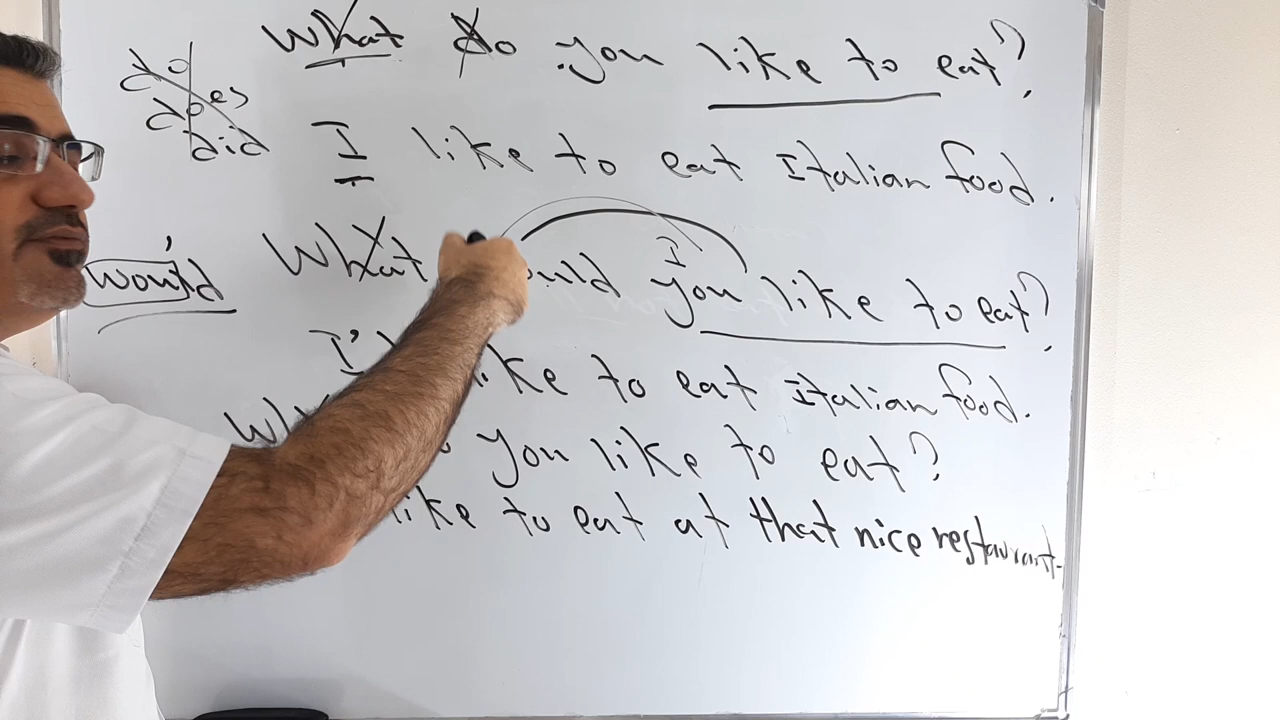 What do you like to eat?
do
does
did
I like to eat Italian food.
I
What ould you like to eat?
would
I' like to eat Italian food.
you like to eat?
like to eat at that nice restaurant.